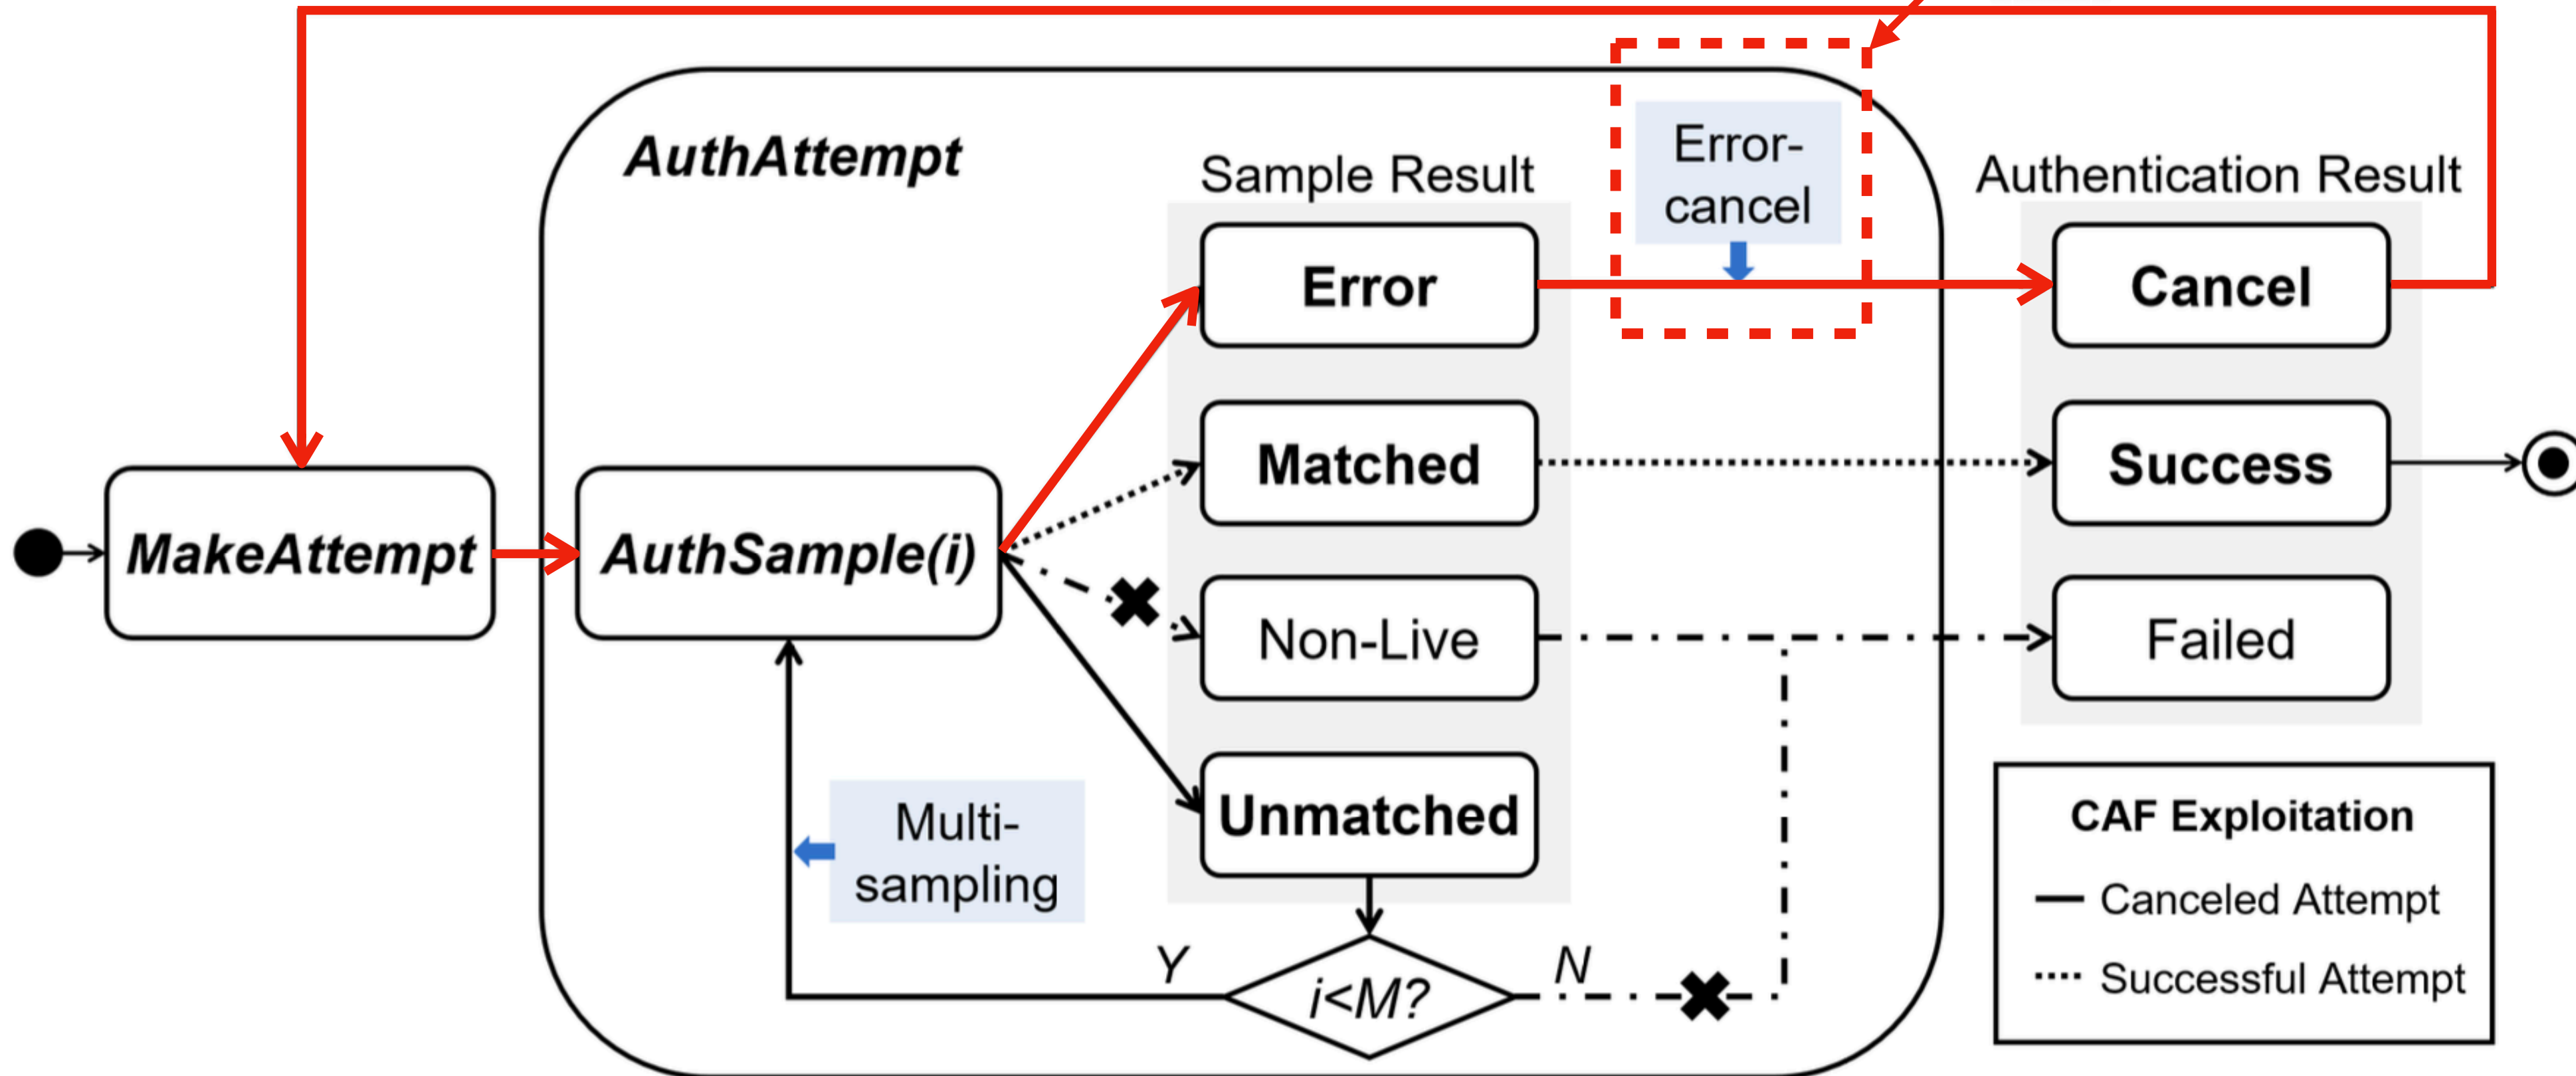 AuthAttempt
Sample Result
Error-
cancel
Authentication Result
Error
Cancel
Matched
Success
MakeAttempt
AuthSample(i)
Non-Live
Failed
Multi-
sampling
Unmatched
Y
i<M?
N
CAF Exploitation
Canceled Attempt
Successful Attempt